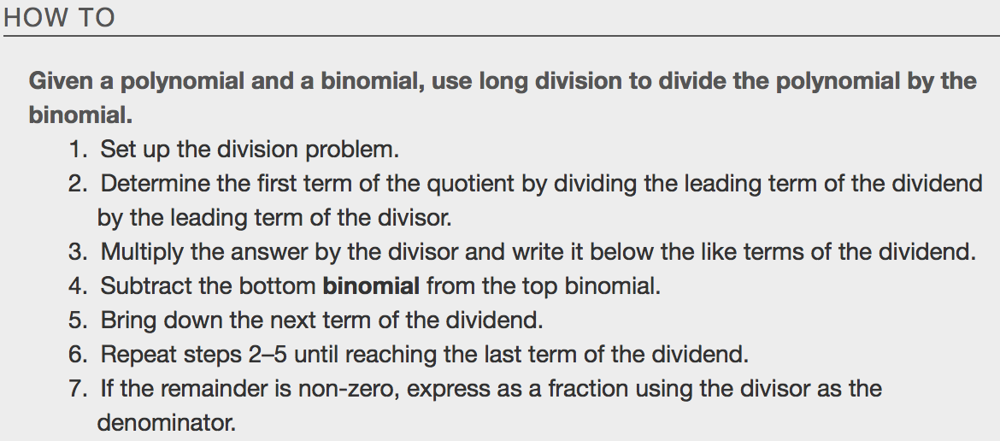 HOW TO
Given a polynomial and a binomial, use long division to divide the polynomial by the
binomial.
1. Set up the division problem.
2. Determine the first term of the quotient by dividing the leading term of the dividend
by the leading term of the divisor.
3. Multiply the answer by the divisor and write it below the like terms of the dividend.
4. Subtract the bottom binomial from the top binomial.
5. Bring down the next term of the dividend.
6. Repeat steps 2–5 until reaching the last term of the dividend.
7. If the remainder is non-zero, express as a fraction using the divisor as the
denominator.